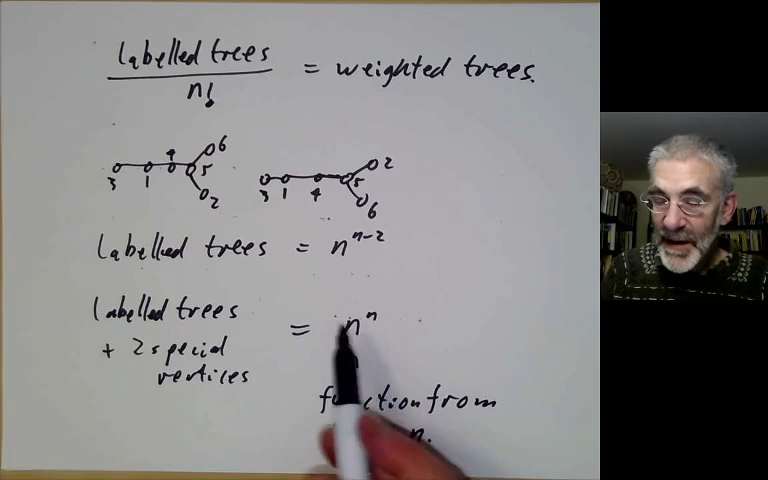 labelled trees
n! = weighted trees.
4 6 2
5 5
3 1 2 3 1 4 6
labelled trees = n^{n-2}
labelled trees
+ 2 special = n^n
vertices
function from
n.